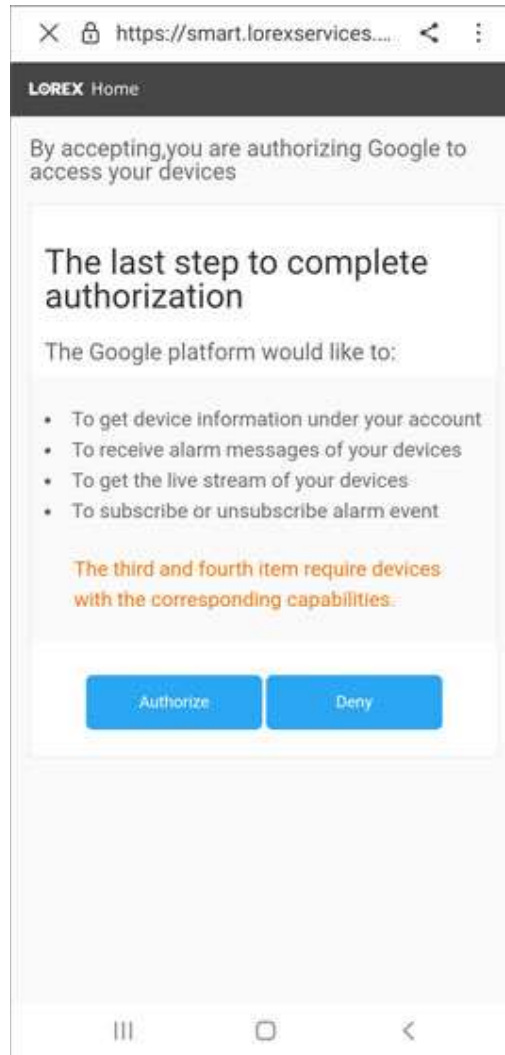 https://smart.lorexservices....
LOREX Home
By accepting,you are authorizing Google to
access your devices
The last step to complete
authorization
The Google platform would like to:
• To get device information under your account
• To receive alarm messages of your devices
• To get the live stream of your devices
• To subscribe or unsubscribe alarm event
The third and fourth item require devices
with the corresponding capabilities.
Authorize Deny